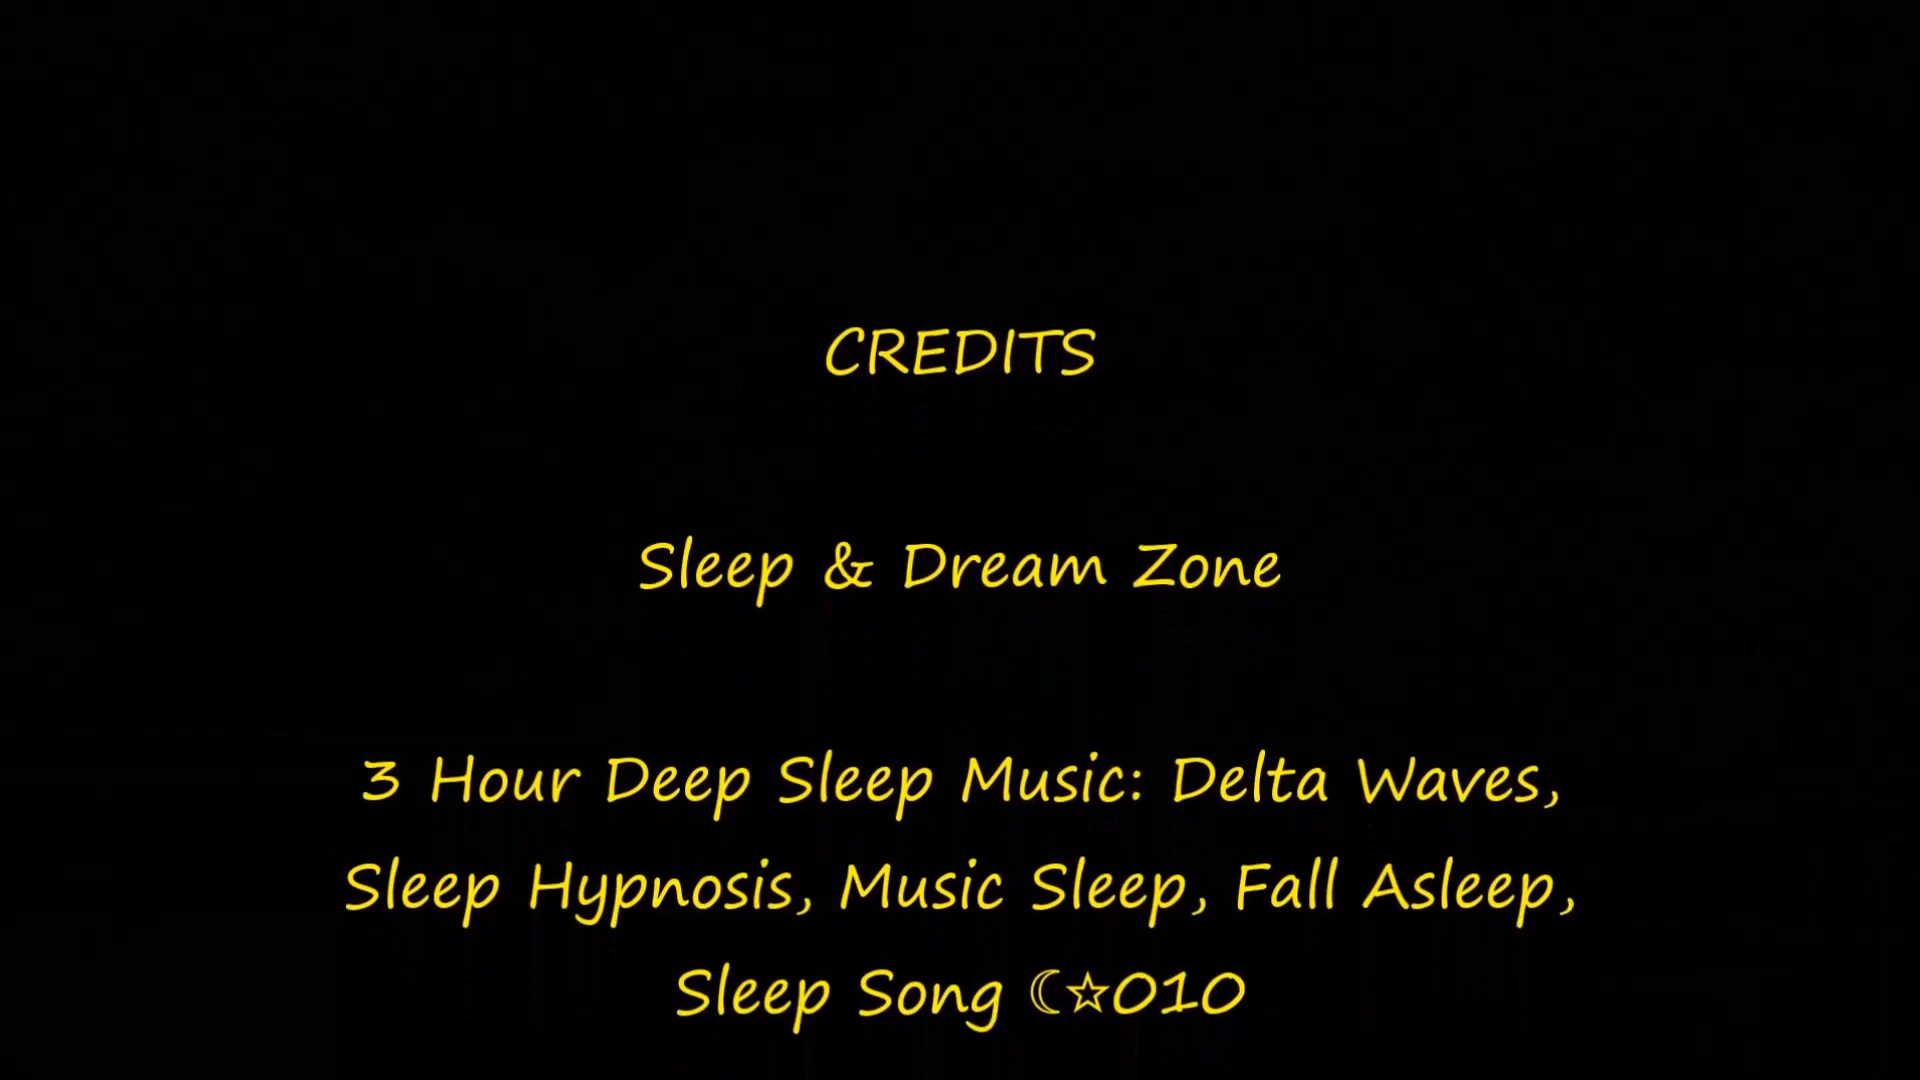 CREDITS
Sleep & Dream Zone
3 Hour Deep Sleep Music: Delta Waves,
Sleep Hypnosis, Music Sleep, Fall Asleep,
Sleep Song ☾☆010